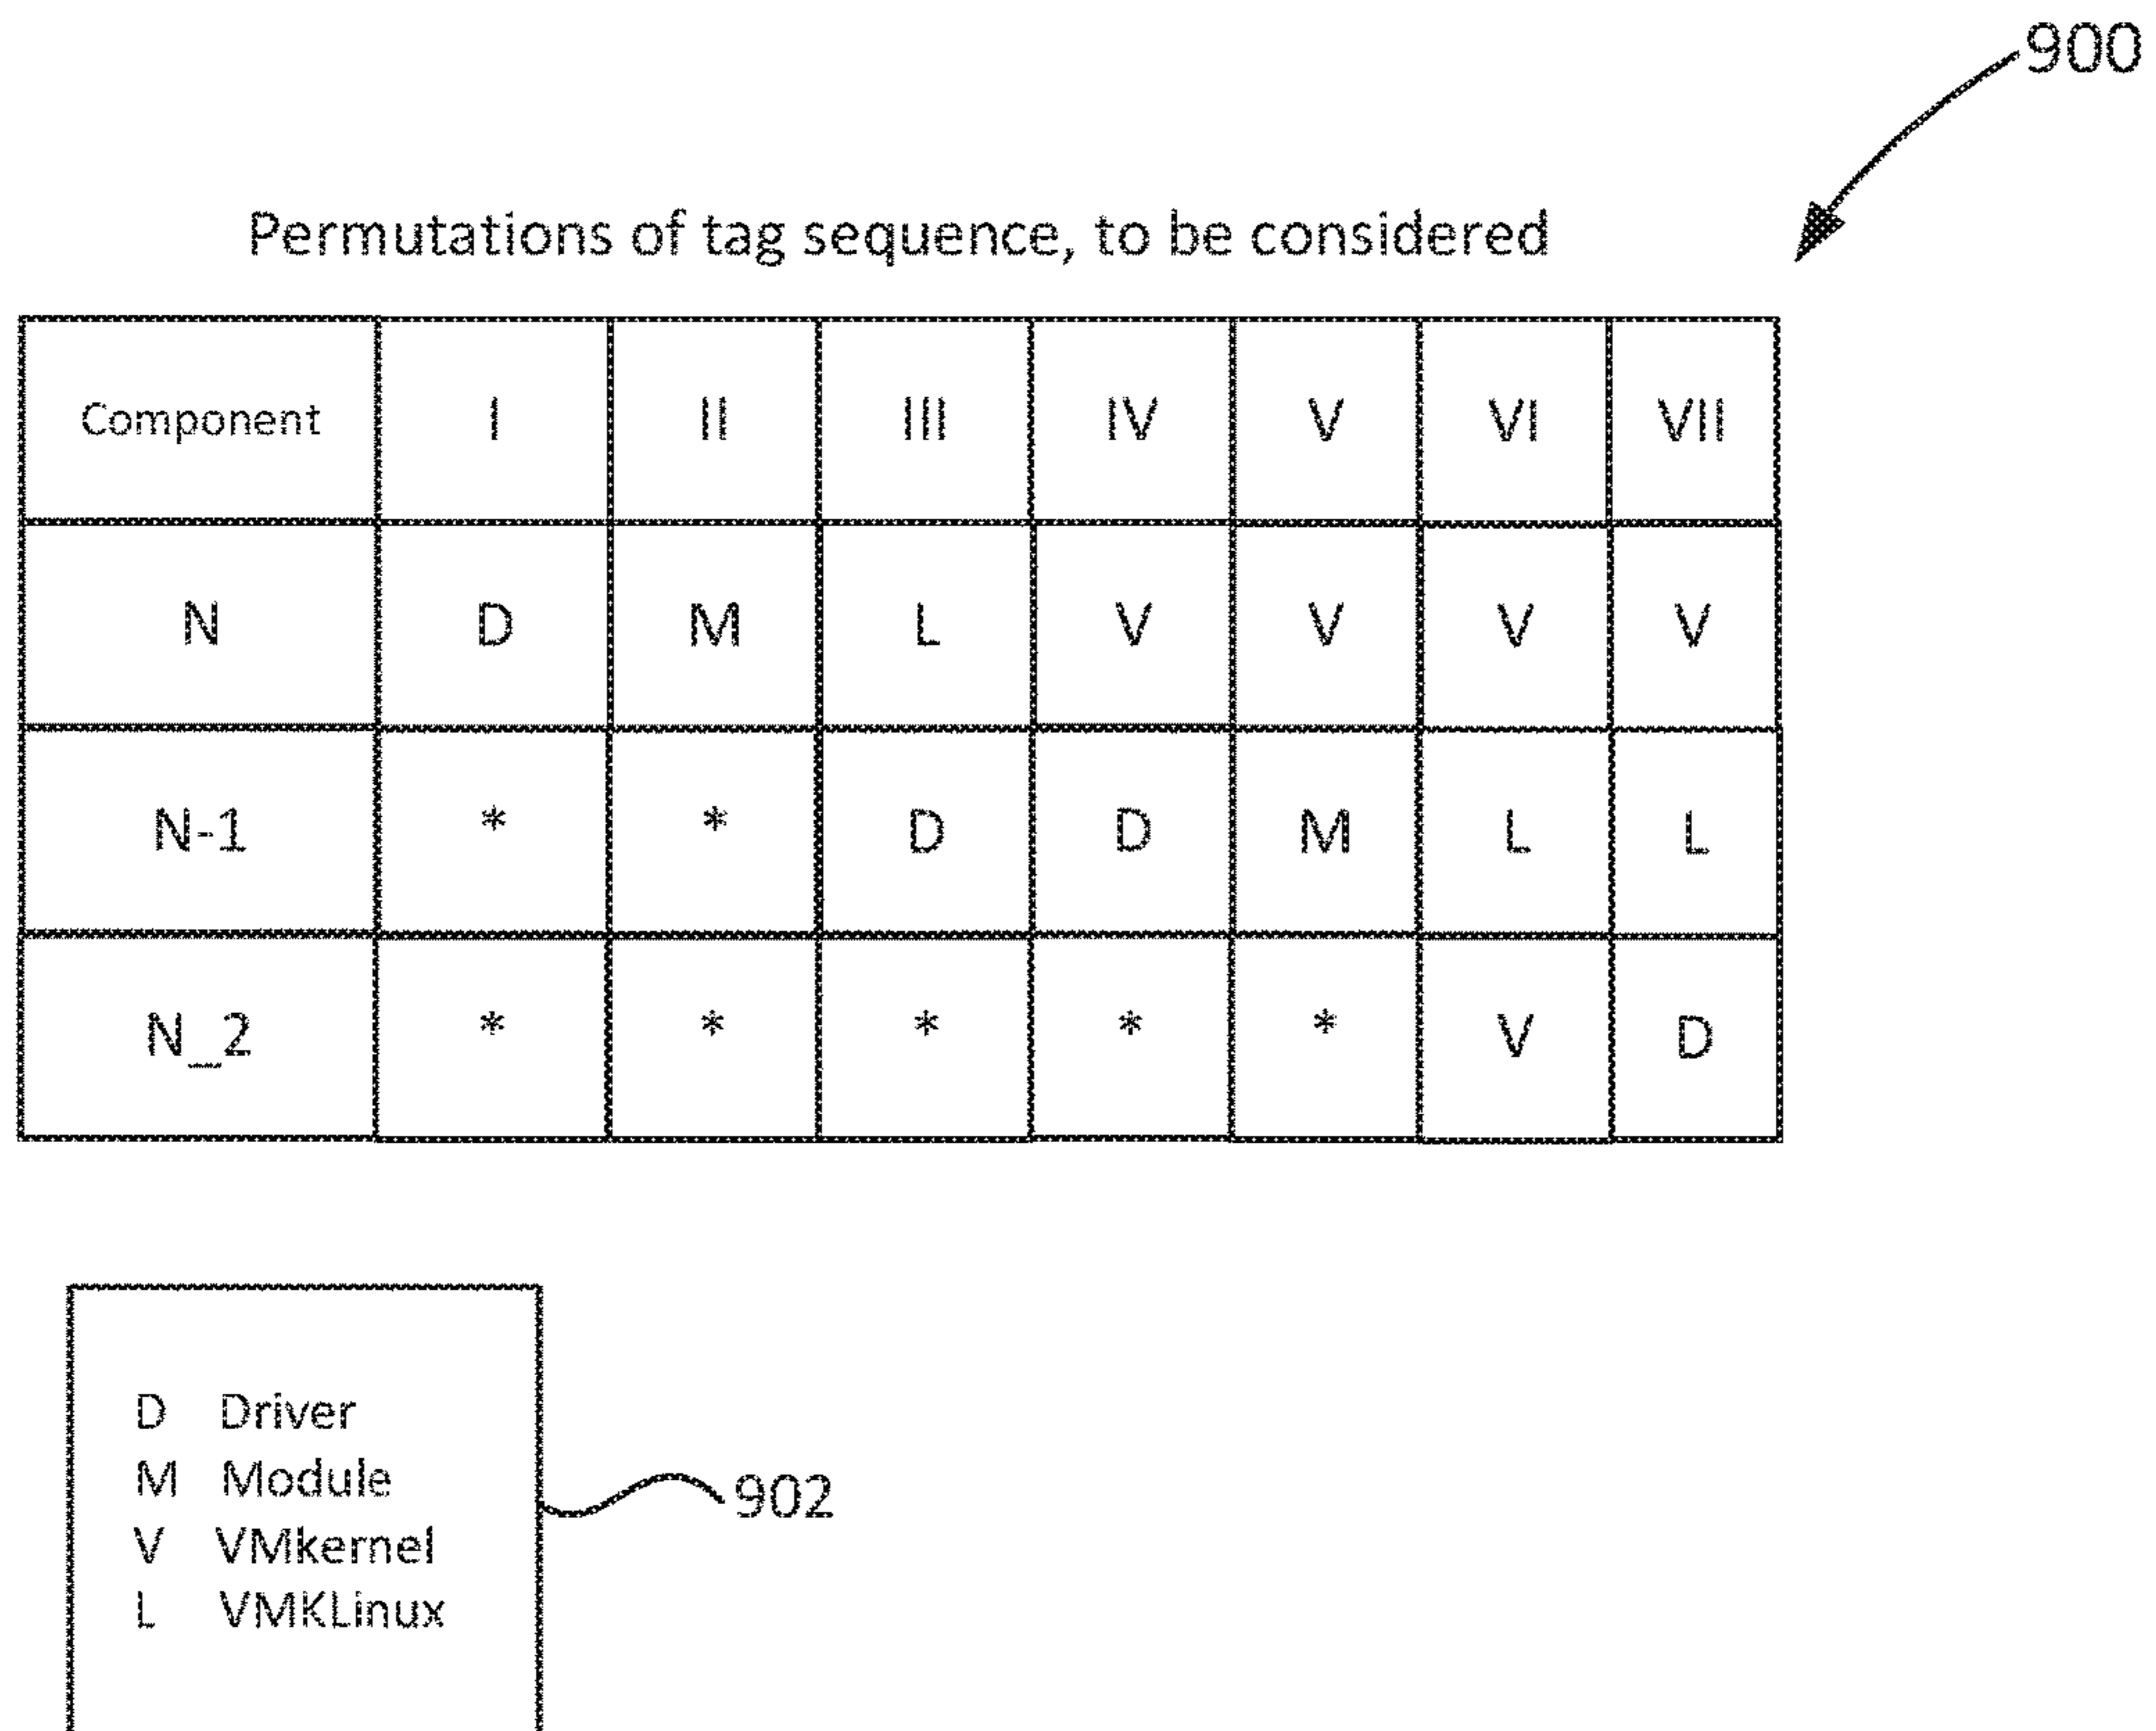 900
Permutations of tag sequence, to be considered
Component I II III IV V VI VII
N D M L V V V V
N-1 * * D D M L L
N_2 * * * * * V D
D Driver
M Module
902
V VMkernel
L VMKLinux